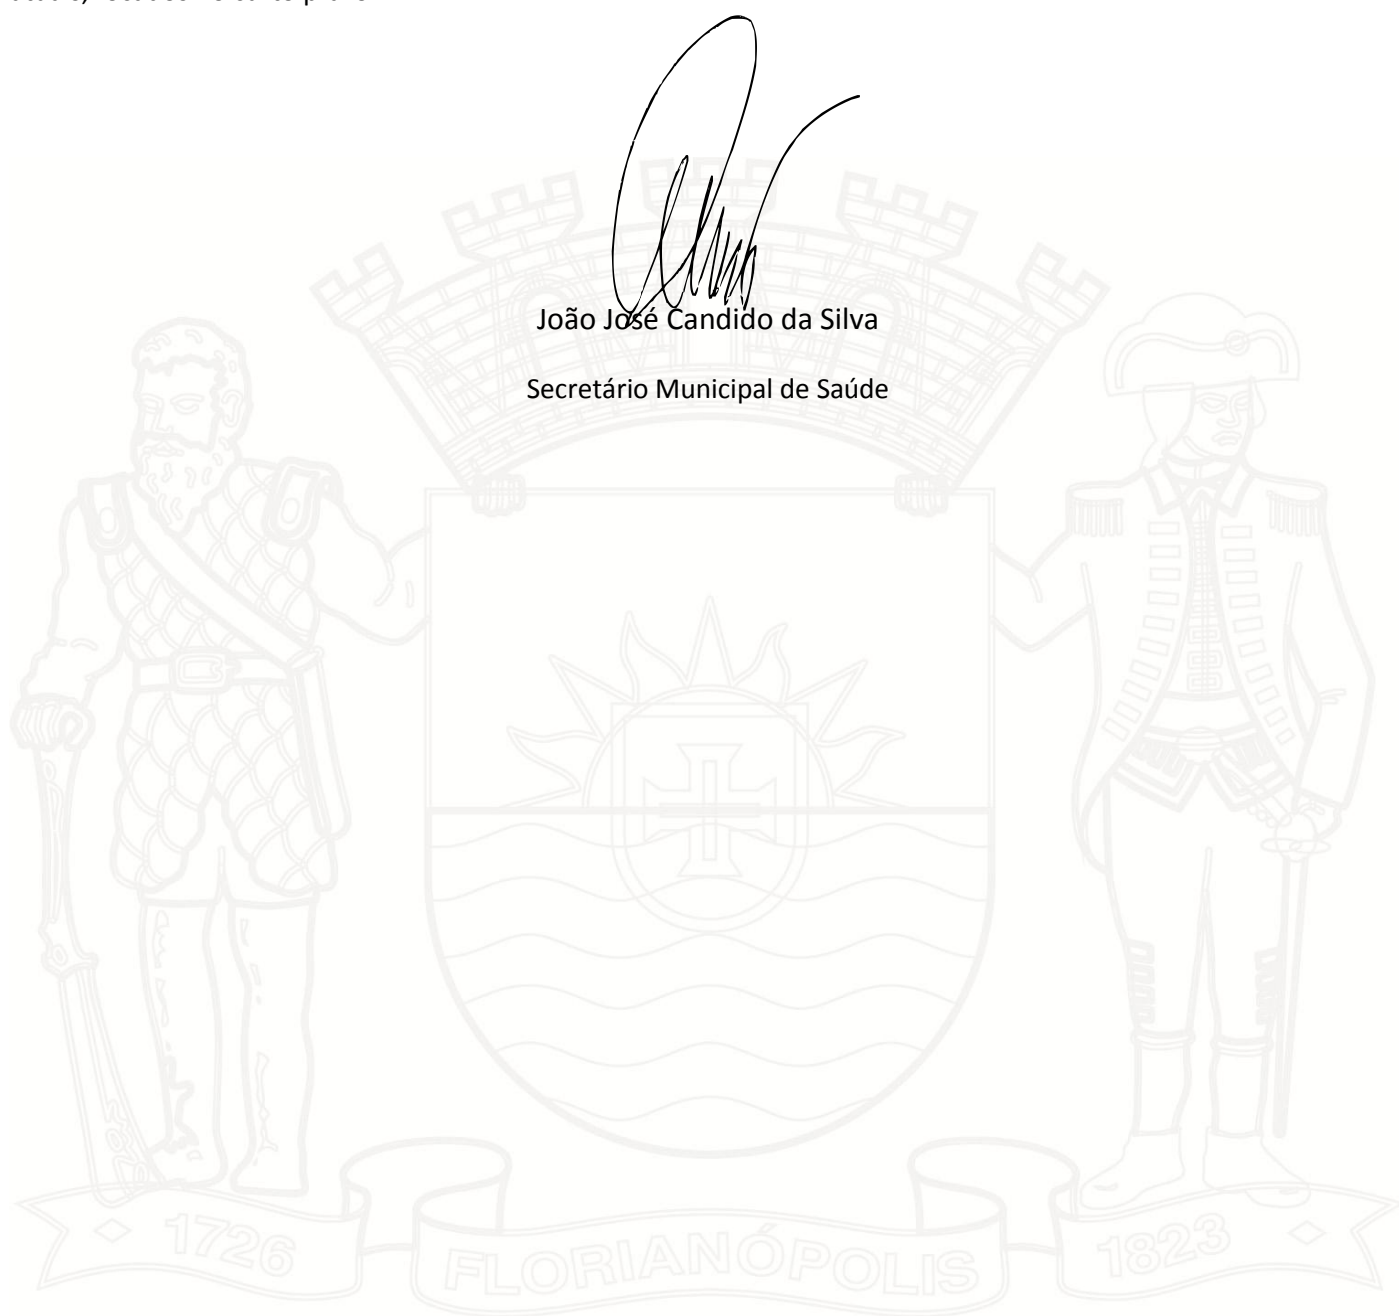 João José Candido da Silva
Secretário Municipal de Saúde
1726 FLORIANÓPOLIS 1823